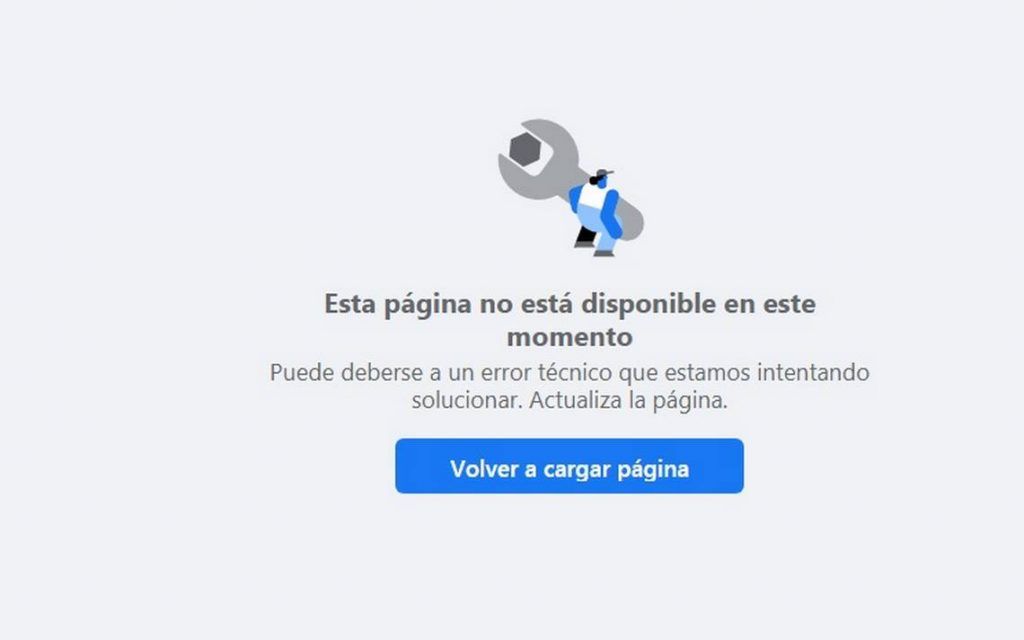 Esta página no está disponible en este
momento
Puede deberse a un error técnico que estamos intentando
solucionar. Actualiza la página.
Volver a cargar página